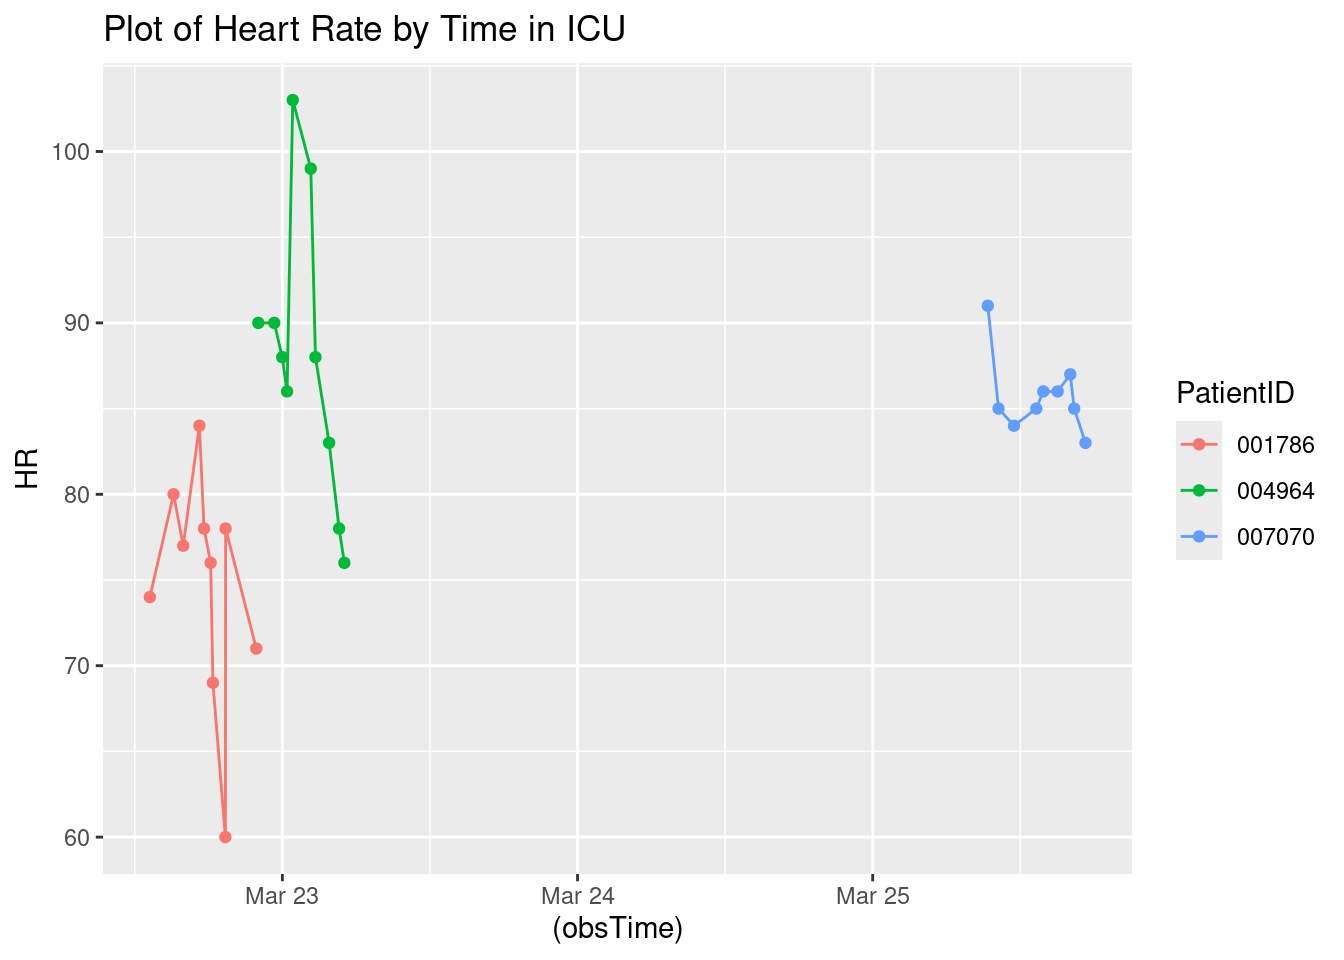 Plot of Heart Rate by Time in ICU
100
90
80
70
60
HR
Mar 23
Mar 24
Mar 25
(obsTime)
PatientID
001786
004964
007070